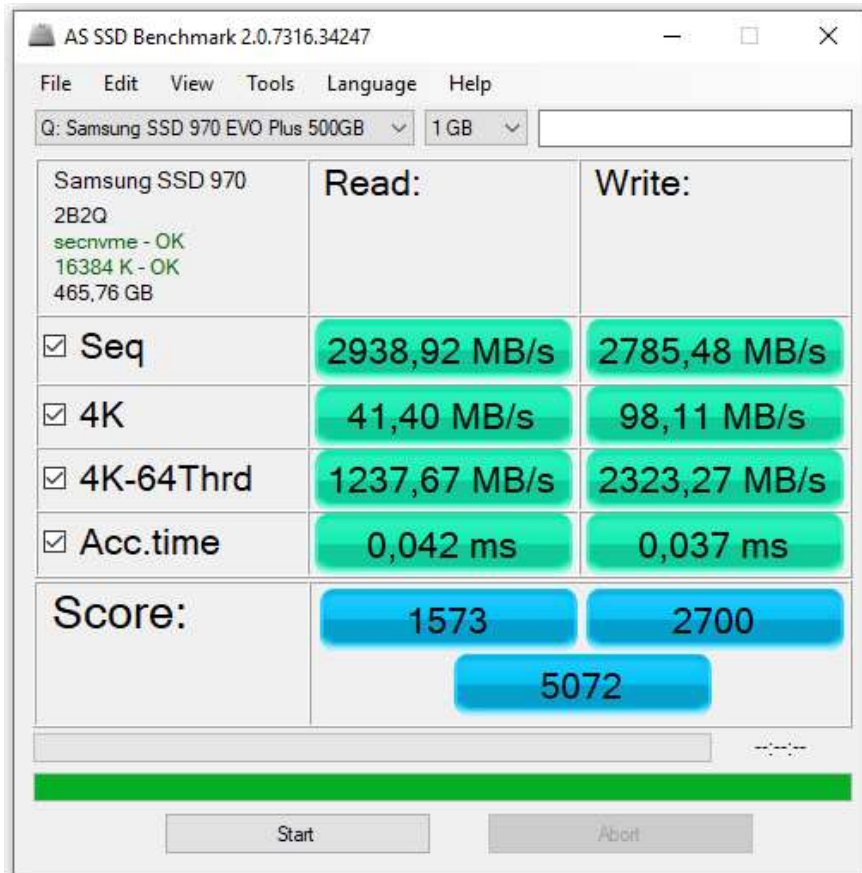 AS SSD Benchmark 2.0.7316.34247
File Edit View Tools Language Help
Q: Samsung SSD 970 EVO Plus 500GB 1 GB
Samsung SSD 970
2B2Q
secnvme - OK
16384 K - OK
465,76 GB
Read: Write:
Seq 2938,92 MB/s 2785,48 MB/s
4K 41,40 MB/s 98,11 MB/s
4K-64Thrd 1237,67 MB/s 2323,27 MB/s
Acc.time 0,042 ms 0,037 ms
Score: 1573 2700
5072
--:--:--
Start Abort